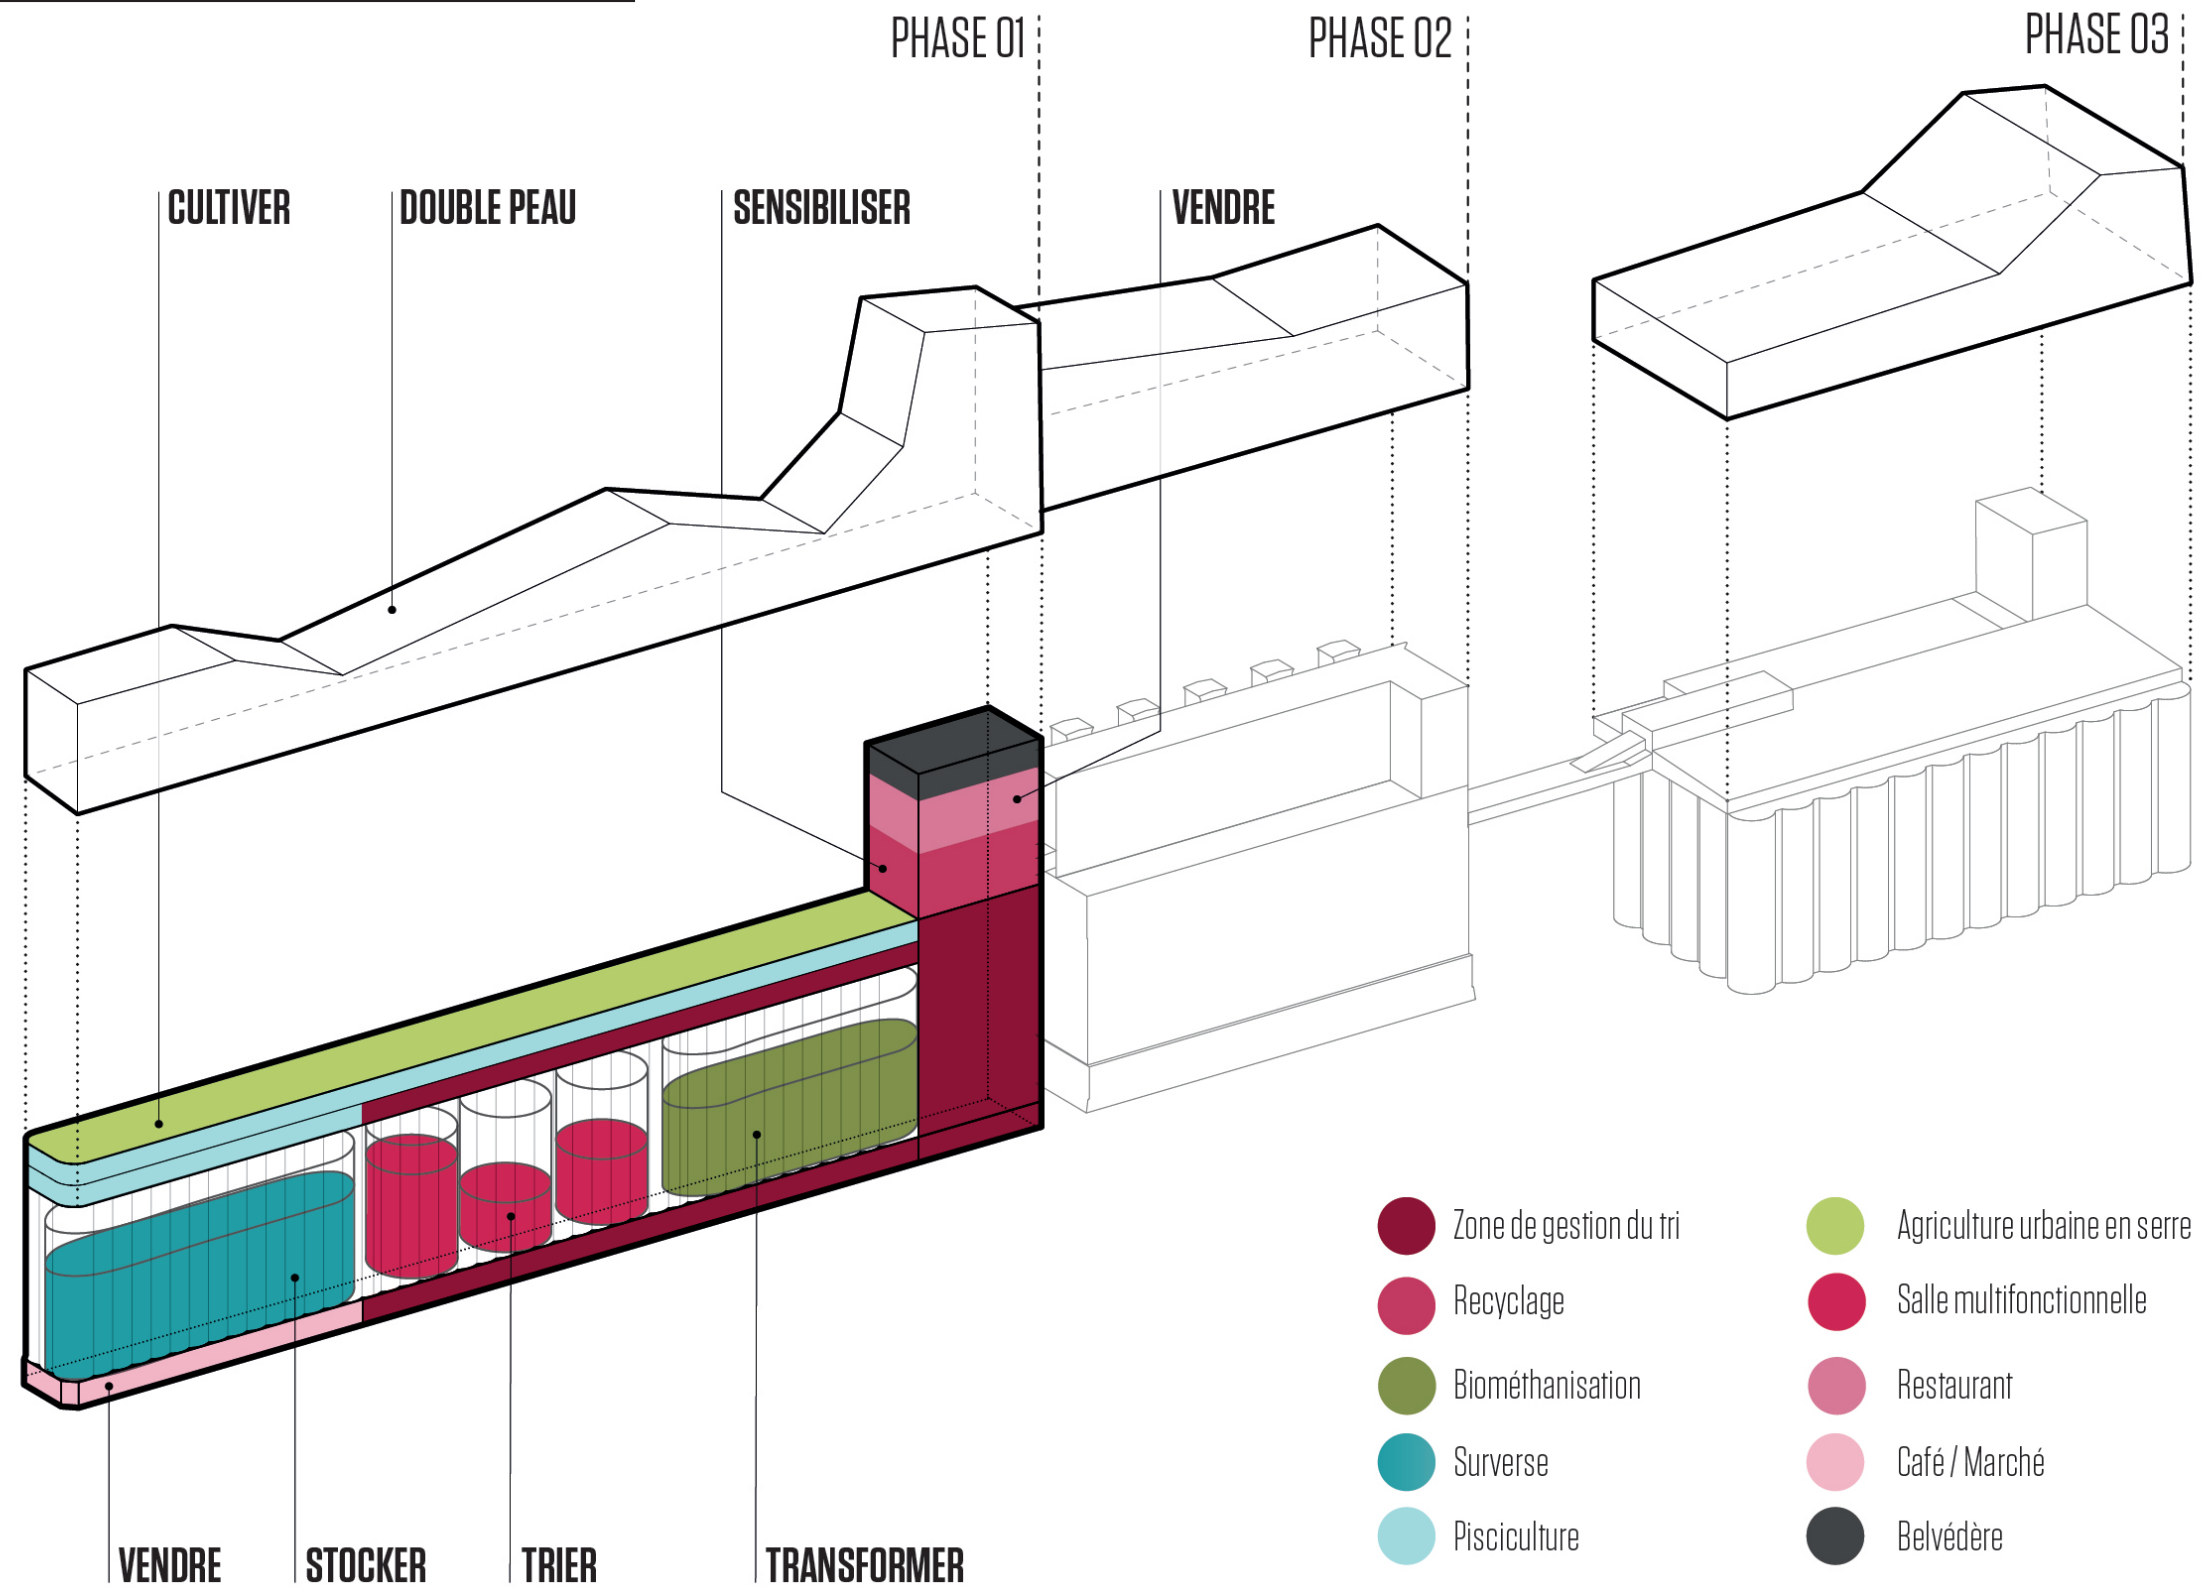 PHASE 01
PHASE 02
PHASE 03
CULTIVER
DOUBLE PEAU
SENSIBILISER
VENDRE
Zone de gestion du tri
Recyclage
Biométhanisation
Surverse
Pisciculture
Agriculture urbaine en serre
Salle multifonctionnelle
Restaurant
Café / Marché
Belvédère
VENDRE
STOCKER
TRIER
TRANSFORMER